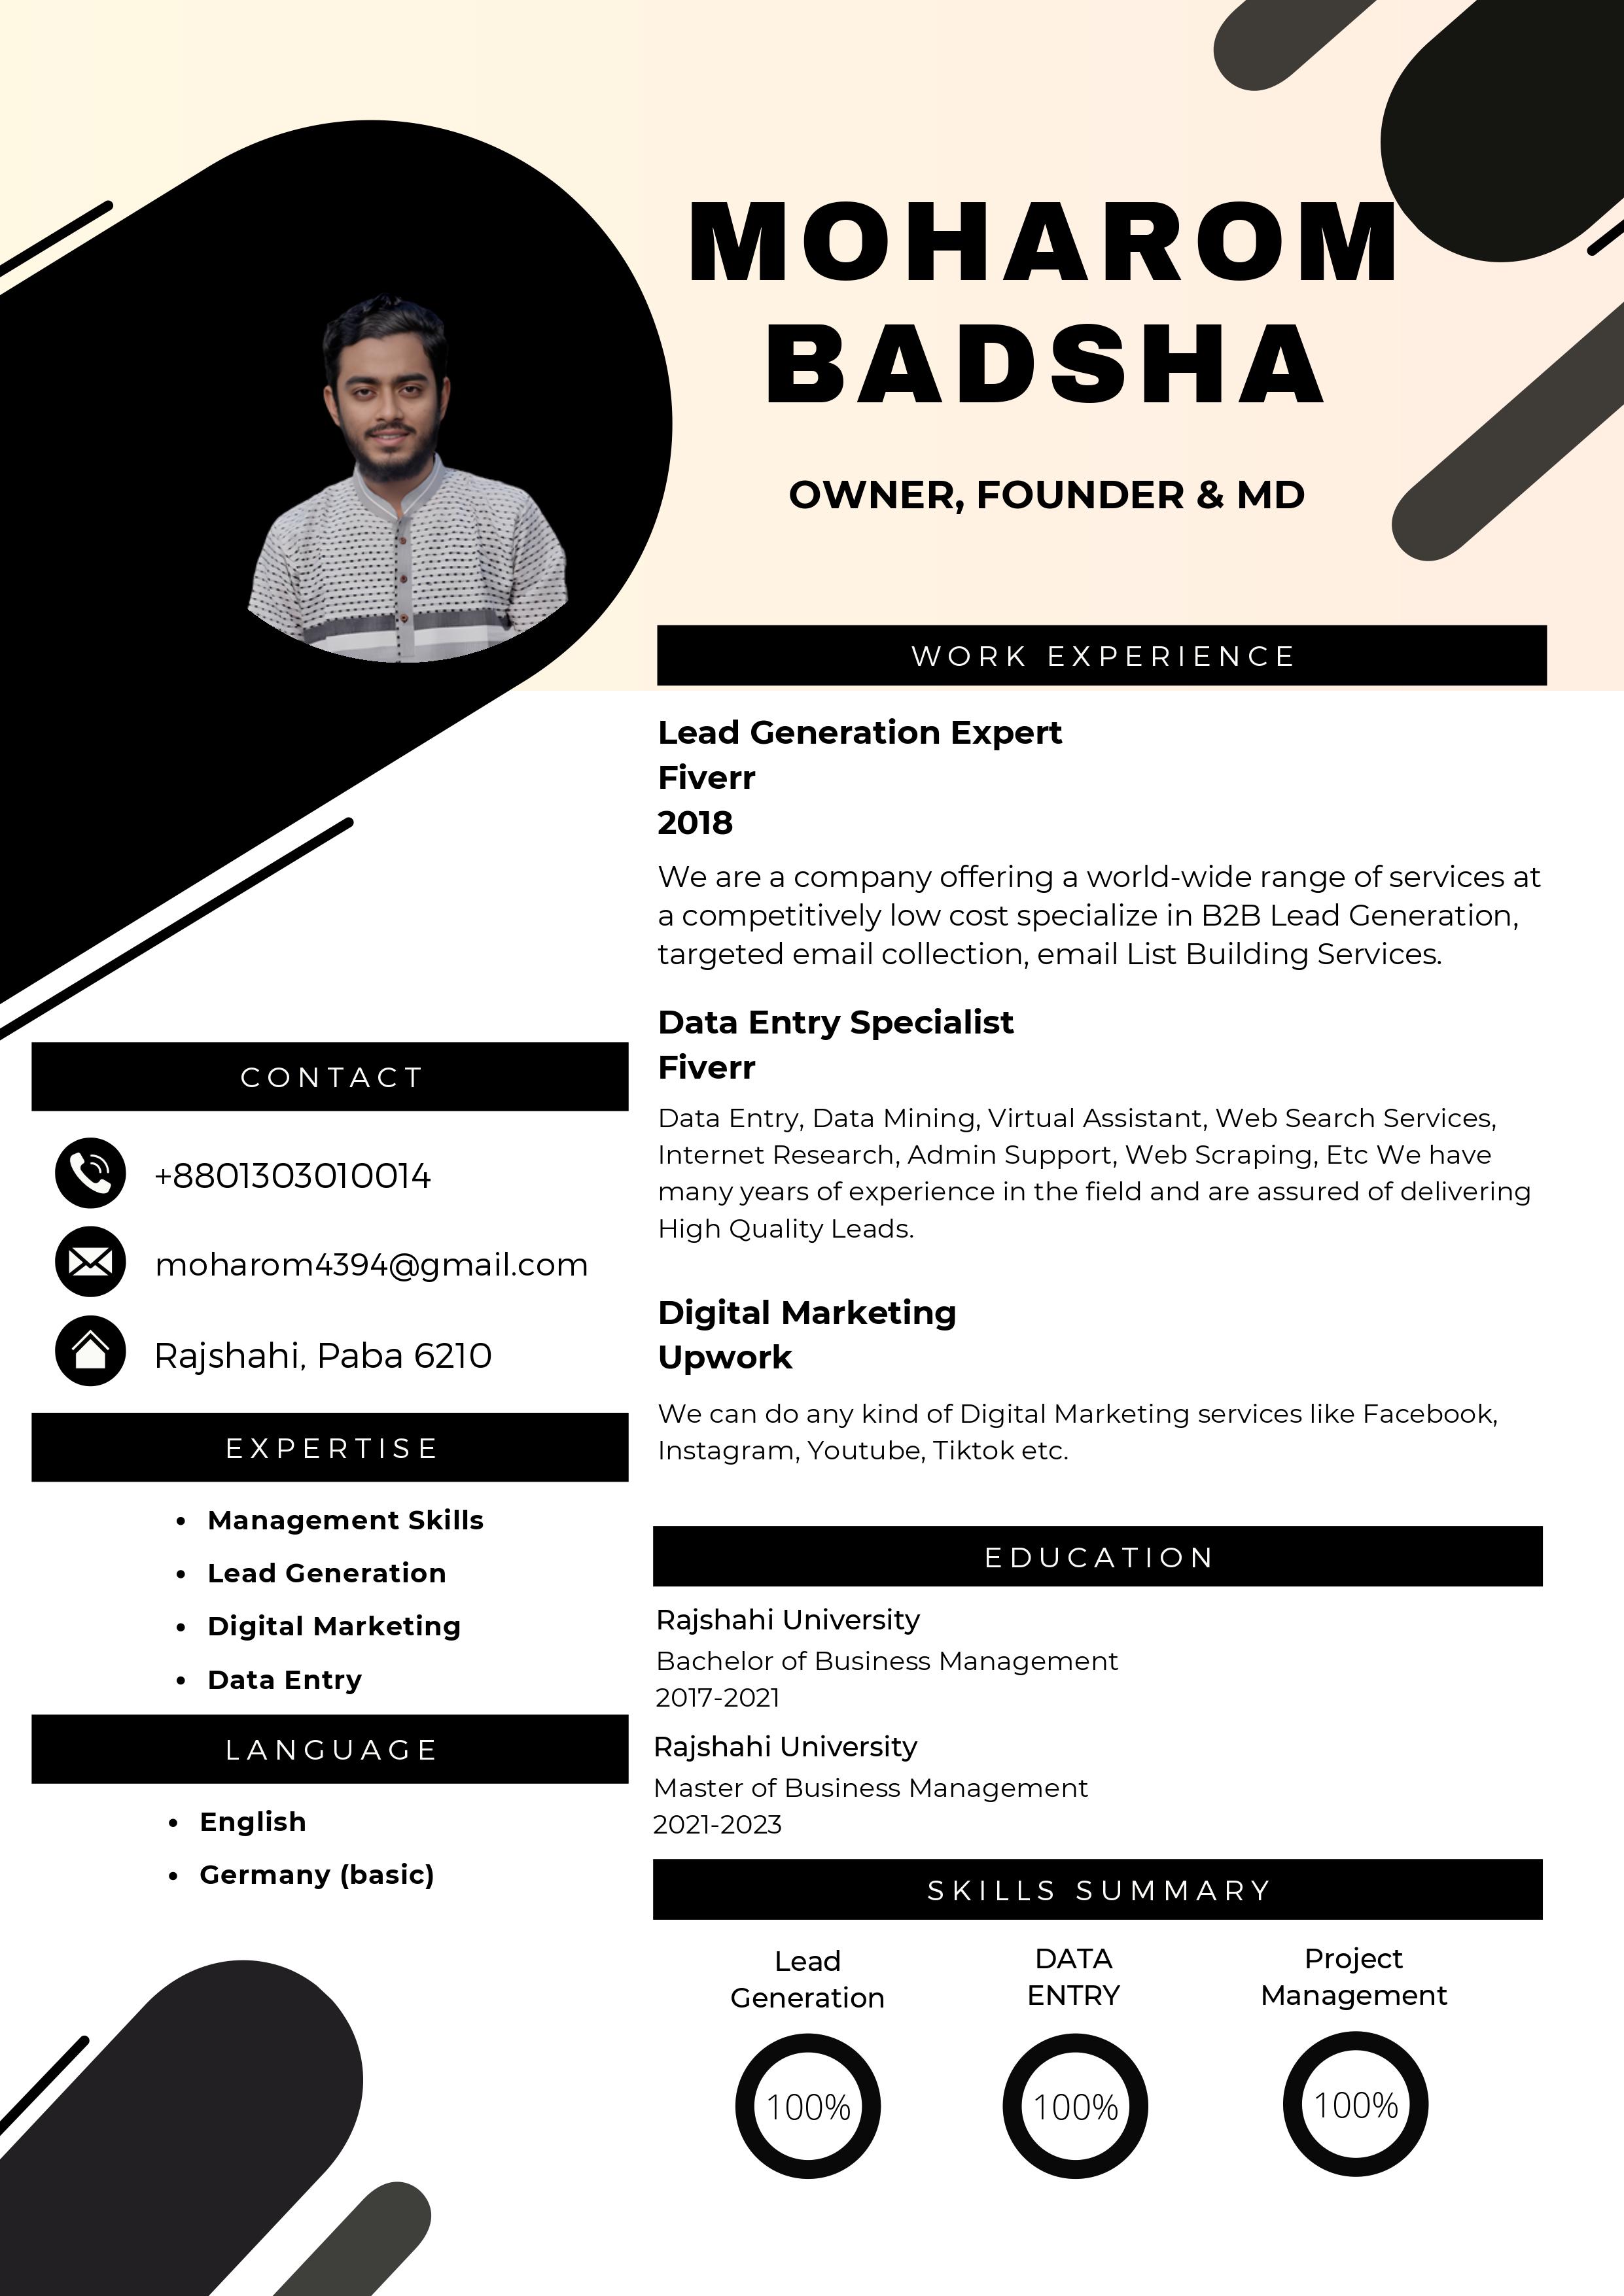 MOHAROM
BADSHA
OWNER, FOUNDER & MD
WORK EXPERIENCE
Lead Generation Expert
Fiverr
2018
We are a company offering a world-wide range of services at
a competitively low cost specialize in B2B Lead Generation,
targeted email collection, email List Building Services.
Data Entry Specialist
Fiverr
Data Entry, Data Mining, Virtual Assistant, Web Search Services,
Internet Research, Admin Support, Web Scraping, Etc We have
many years of experience in the field and are assured of delivering
High Quality Leads.
Digital Marketing
Upwork
We can do any kind of Digital Marketing services like Facebook,
Instagram, Youtube, Tiktok etc.
CONTACT
+8801303010014
moharom4394@gmail.com
Rajshahi, Paba 6210
EXPERTISE
• Management Skills
• Lead Generation
• Digital Marketing
• Data Entry
LANGUAGE
• English
• Germany (basic)
EDUCATION
Rajshahi University
Bachelor of Business Management
2017-2021
Rajshahi University
Master of Business Management
2021-2023
SKILLS SUMMARY
Lead
Generation
100%
DATA
ENTRY
100%
Project
Management
100%